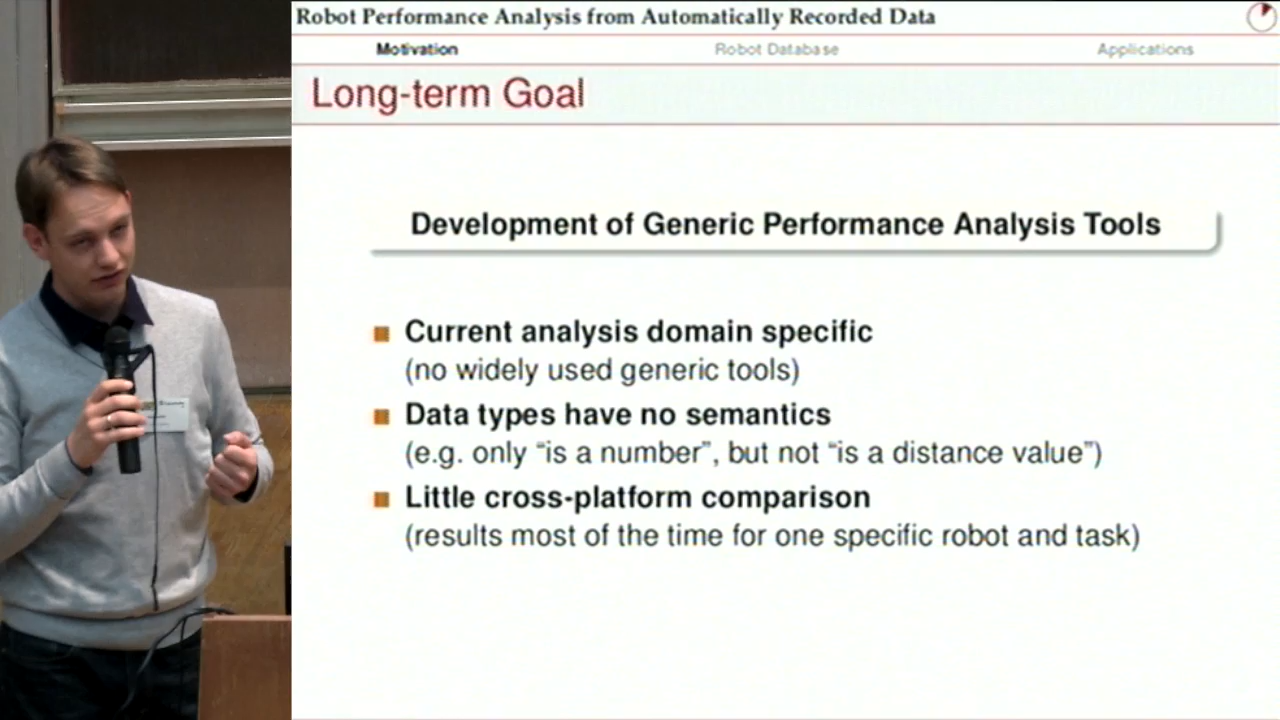 Robot Performance Analysis from Automatically Recorded Data
Motivation Robot Database Applications
Long-term Goal
Development of Generic Performance Analysis Tools
Current analysis domain specific
(no widely used generic tools)
Data types have no semantics
(e.g. only “is a number”, but not “is a distance value”)
Little cross-platform comparison
(results most of the time for one specific robot and task)